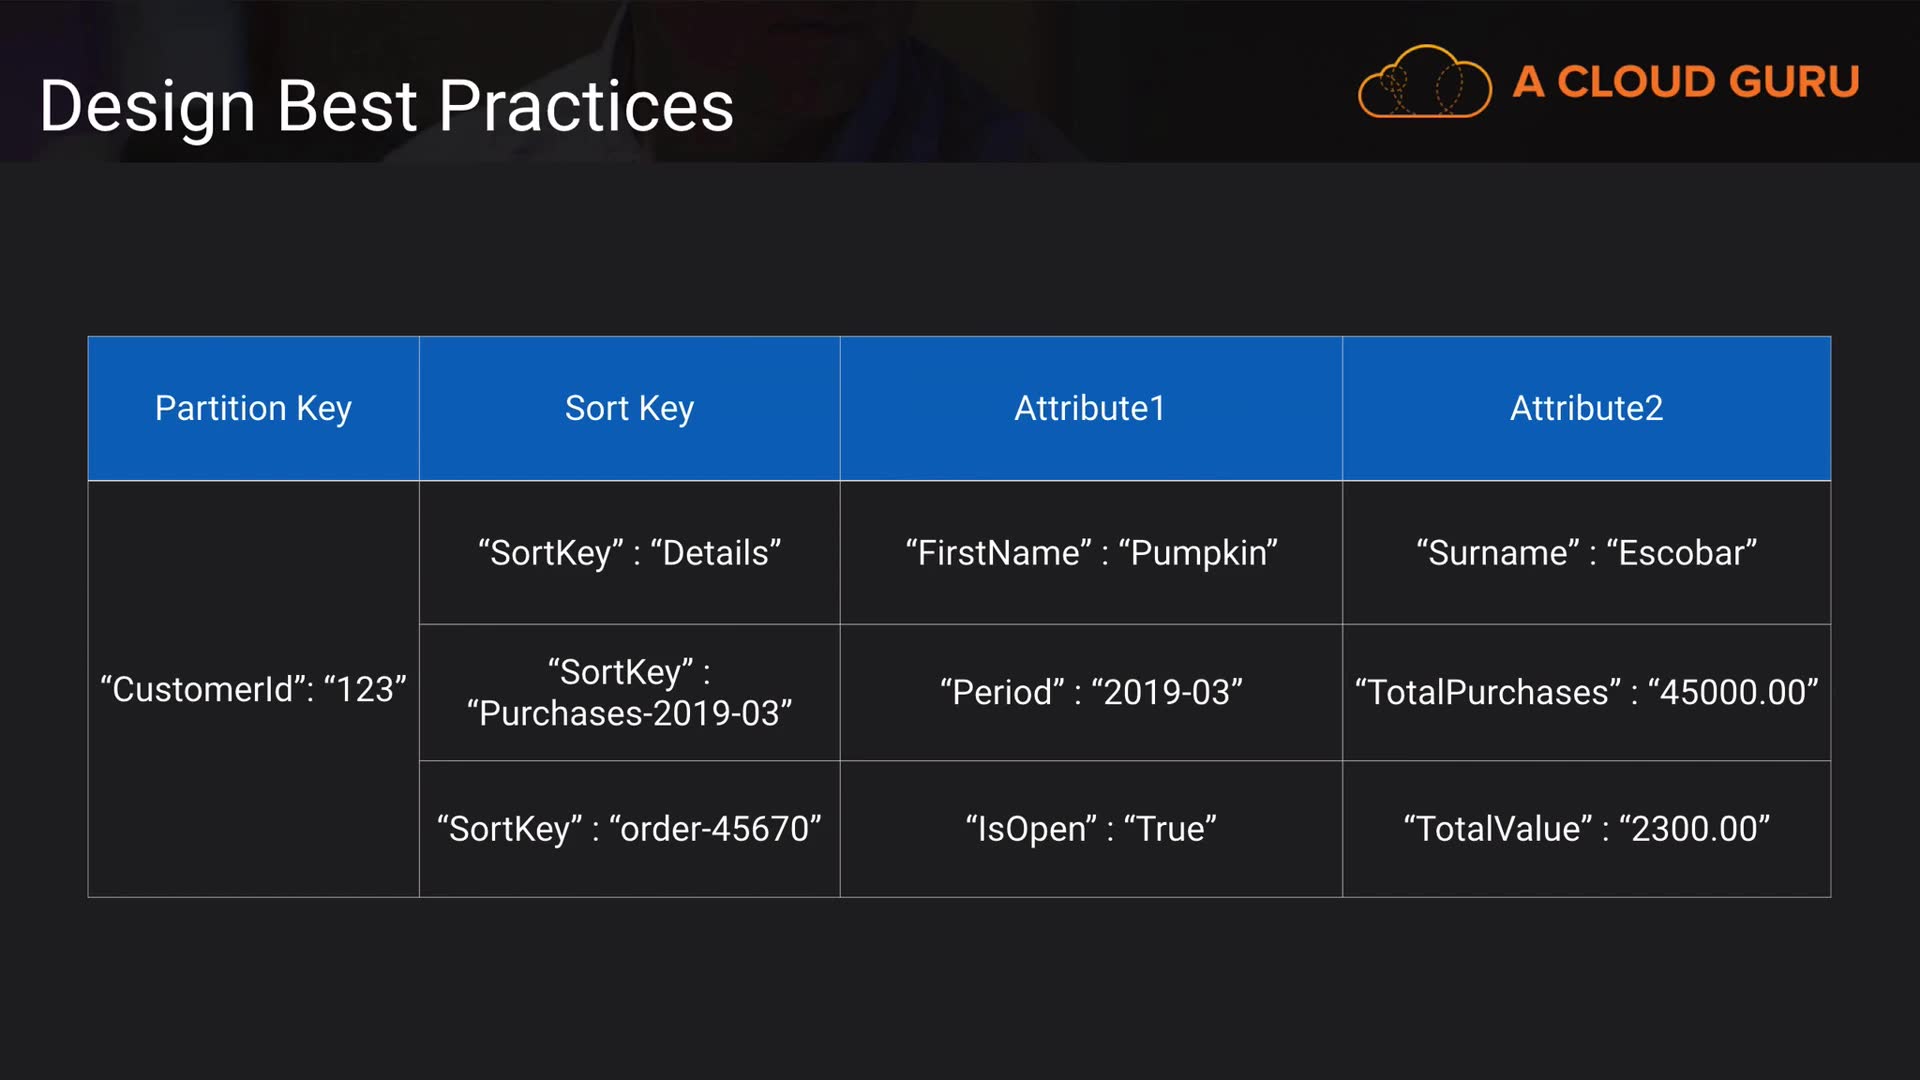 Design Best Practices
A CLOUD GURU
Partition Key
Sort Key
Attribute1
Attribute2
“CustomerId”: “123”
“SortKey” : “Details”
“FirstName” : “Pumpkin”
“Surname” : “Escobar”
“SortKey” :
“Purchases-2019-03”
“Period” : “2019-03”
“TotalPurchases” : “45000.00”
“SortKey” : “order-45670”
“IsOpen” : “True”
“TotalValue” : “2300.00”